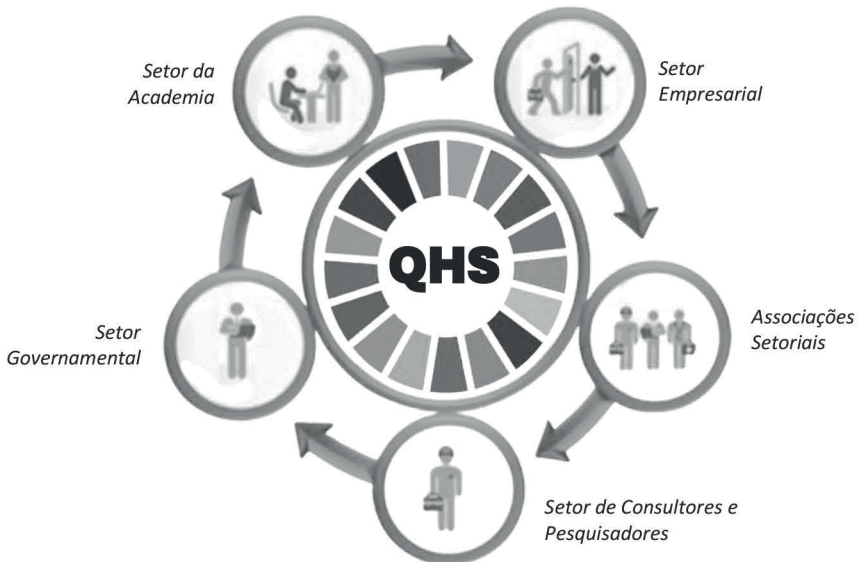 Setor da
Academia
Setor
Empresarial
QHS
Setor
Governamental
Associações
Setoriais
Setor de Consultores e
Pesquisadores